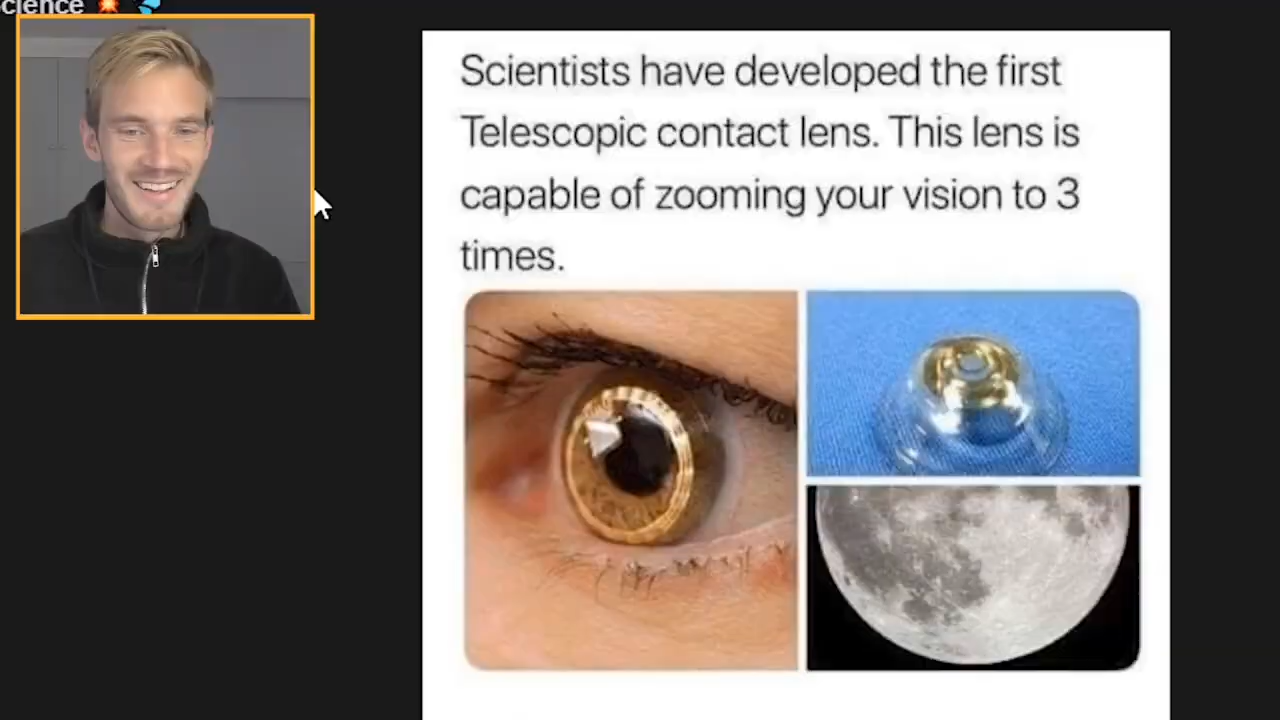 cience 💥 💦
Scientists have developed the first
Telescopic contact lens. This lens is
capable of zooming your vision to 3
times.